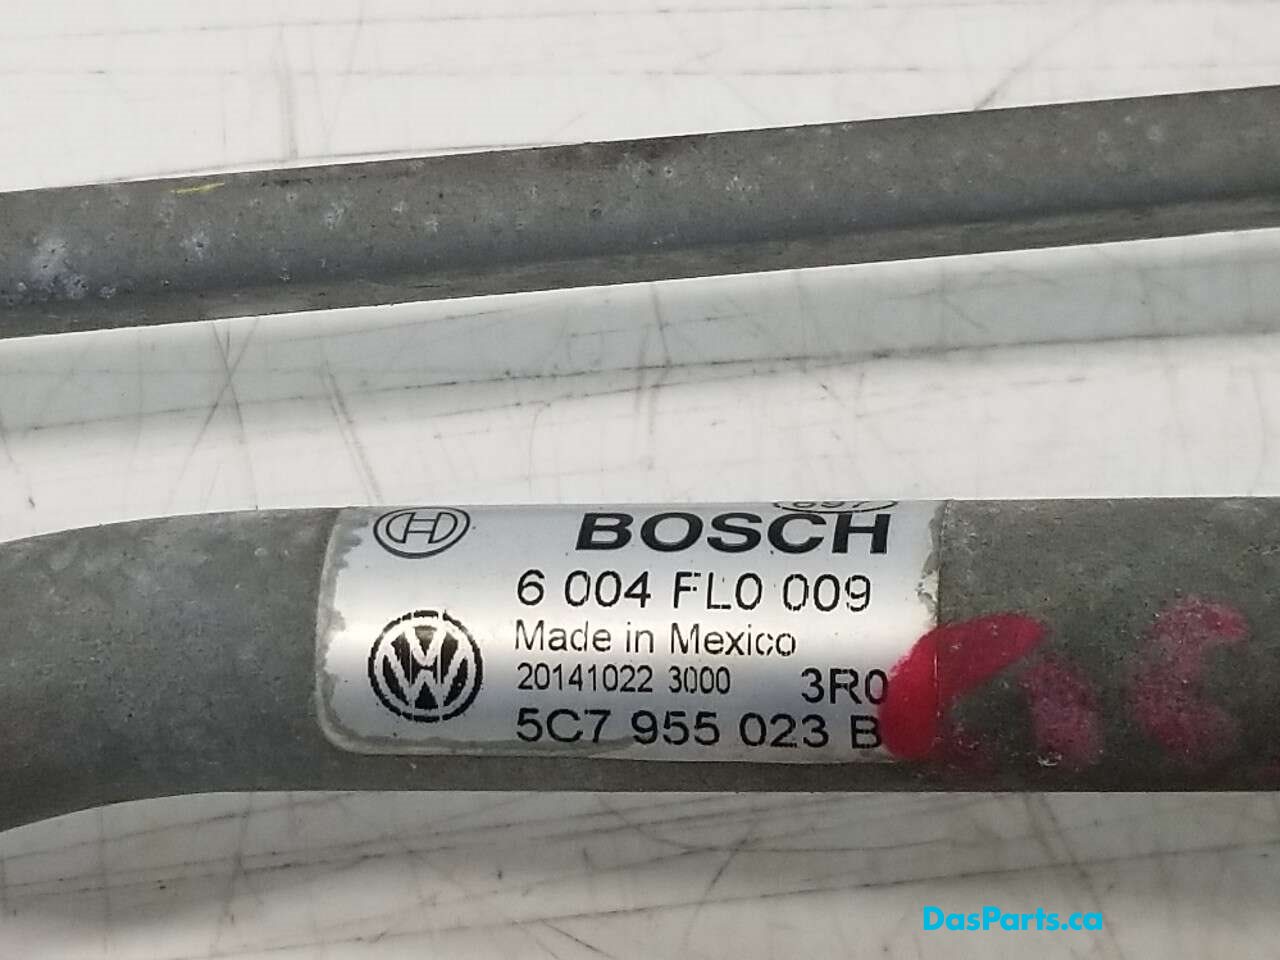 BOSCH
6 004 FL0 009
Made in Mexico
20141022 3000 3R0
5C7 955 023 B
DasParts.ca